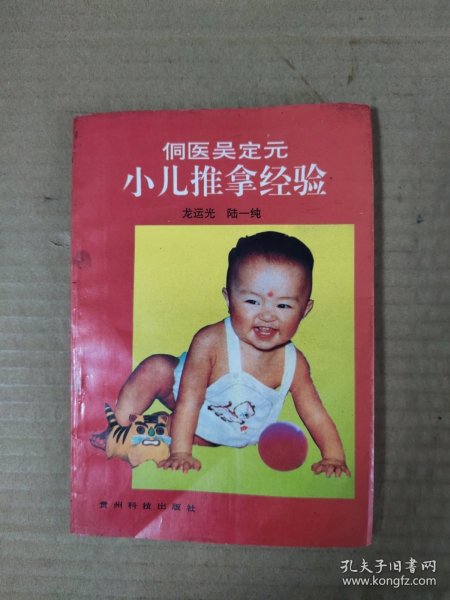 侗医吴定元
小儿推拿经验
龙运光 陆一纯
贵州科技出版社
孔夫子旧书网
www.kongfz.com